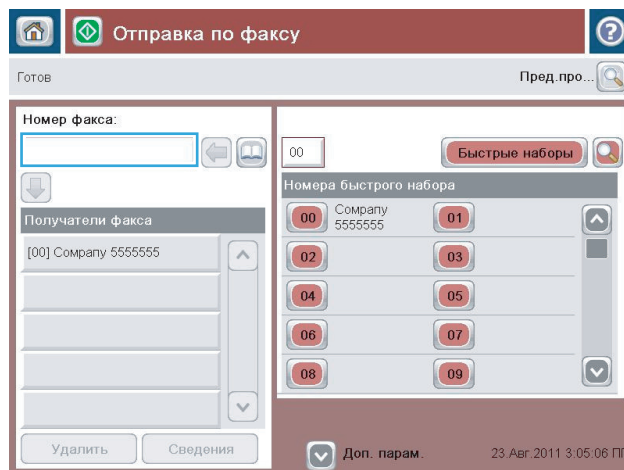 Отправка по факсу
Готов
Пред.про...
Номер факса:
00
Быстрые наборы
Номера быстрого набора
Получатели факса
[00] Company 5555555
00 Company 5555555 01
02 03
04 05
06 07
08 09
Удалить Сведения
Доп. парам.
23.Авг.2011 3:05:06 ПП